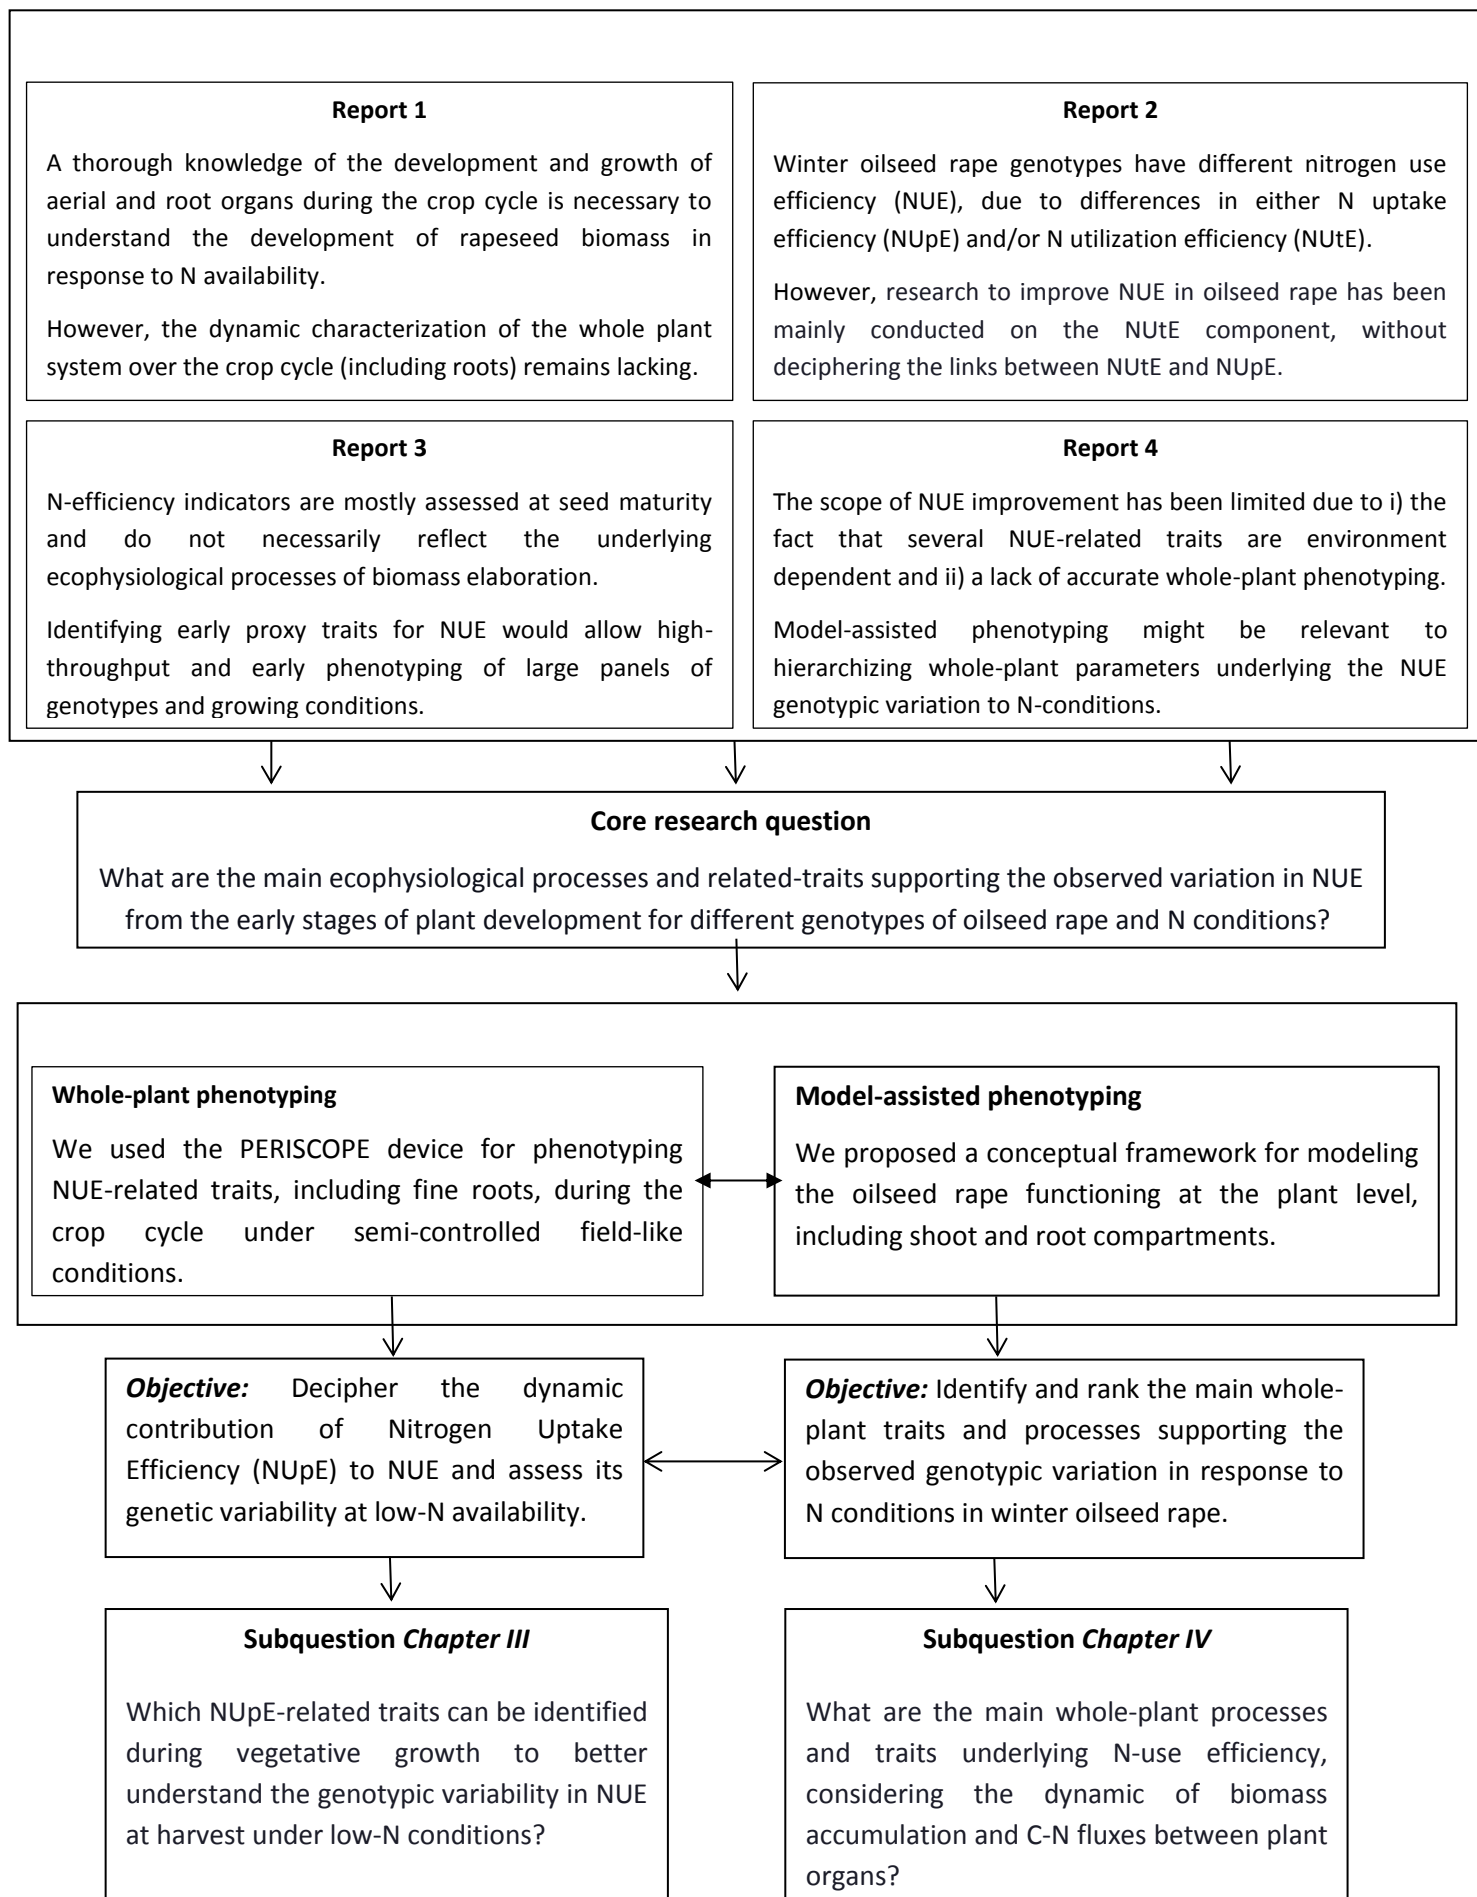 Report 1
A thorough knowledge of the development and growth of
aerial and root organs during the crop cycle is necessary to
understand the development of rapeseed biomass in
response to N availability.
However, the dynamic characterization of the whole plant
system over the crop cycle (including roots) remains lacking.
Report 2
Winter oilseed rape genotypes have different nitrogen use
efficiency (NUE), due to differences in either N uptake
efficiency (NUpE) and/or N utilization efficiency (NUtE).
However, research to improve NUE in oilseed rape has been
mainly conducted on the NUtE component, without
deciphering the links between NUtE and NUpE.
Report 3
N-efficiency indicators are mostly assessed at seed maturity
and do not necessarily reflect the underlying
ecophysiological processes of biomass elaboration.
Identifying early proxy traits for NUE would allow high-
throughput and early phenotyping of large panels of
genotypes and growing conditions.
Report 4
The scope of NUE improvement has been limited due to i) the
fact that several NUE-related traits are environment
dependent and ii) a lack of accurate whole-plant phenotyping.
Model-assisted phenotyping might be relevant to
hierarchizing whole-plant parameters underlying the NUE
genotypic variation to N-conditions.
Core research question
What are the main ecophysiological processes and related-traits supporting the observed variation in NUE
from the early stages of plant development for different genotypes of oilseed rape and N conditions?
Whole-plant phenotyping
We used the PERISCOPE device for phenotyping
NUE-related traits, including fine roots, during the
crop cycle under semi-controlled field-like
conditions.
Model-assisted phenotyping
We proposed a conceptual framework for modeling
the oilseed rape functioning at the plant level,
including shoot and root compartments.
Objective: Decipher the dynamic
contribution of Nitrogen Uptake
Efficiency (NUpE) to NUE and assess its
genetic variability at low-N availability.
Objective: Identify and rank the main whole-
plant traits and processes supporting the
observed genotypic variation in response to
N conditions in winter oilseed rape.
Subquestion Chapter III
Which NUpE-related traits can be identified
during vegetative growth to better
understand the genotypic variability in NUE
at harvest under low-N conditions?
Subquestion Chapter IV
What are the main whole-plant processes
and traits underlying N-use efficiency,
considering the dynamic of biomass
accumulation and C-N fluxes between plant
organs?